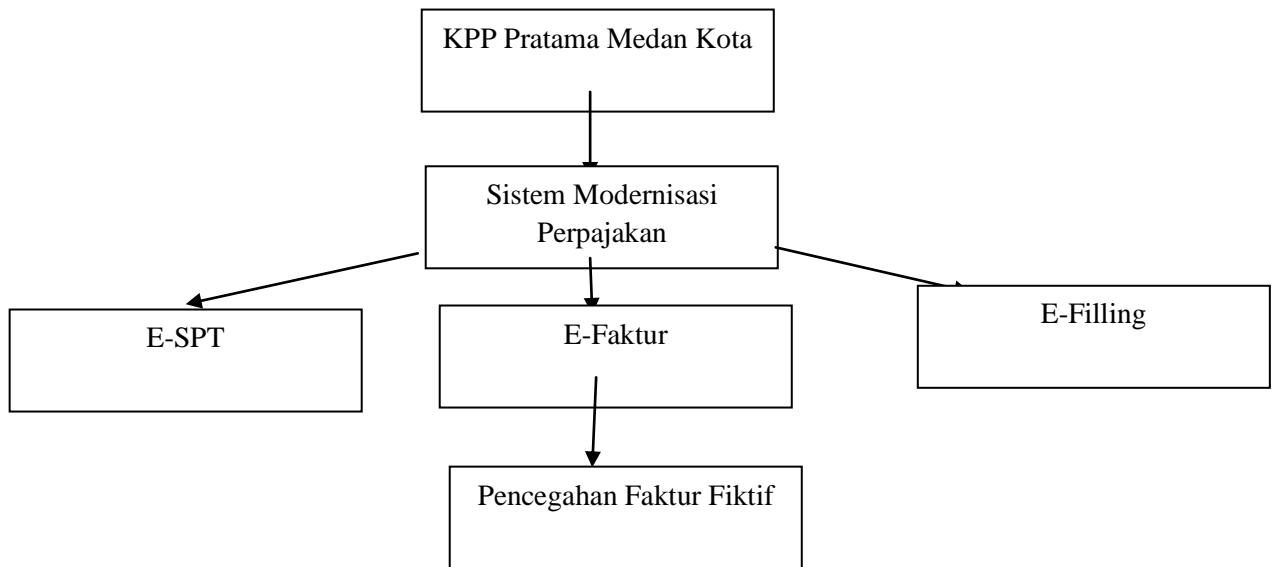 KPP Pratama Medan Kota
Sistem Modernisasi
Perpajakan
E-SPT
E-Faktur
E-Filling
Pencegahan Faktur Fiktif